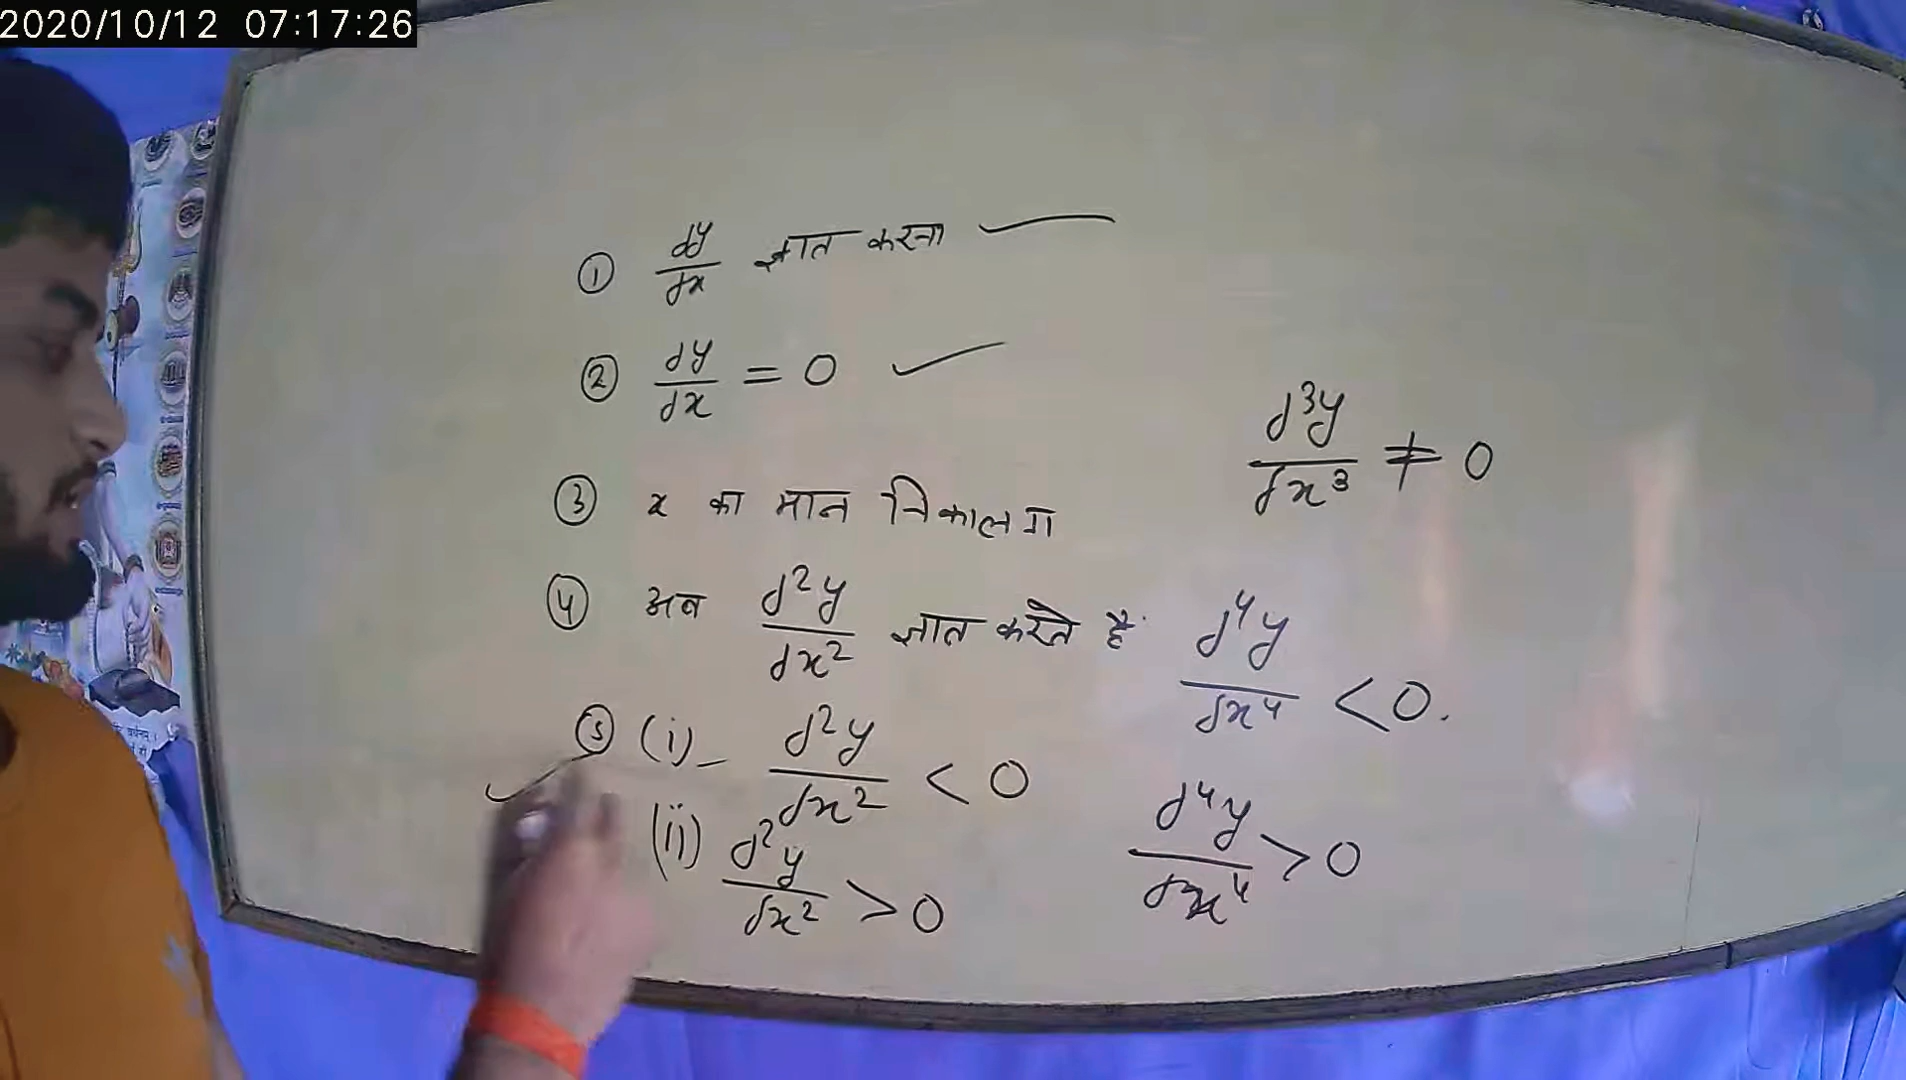 2020/10/12 07:17:26
① dy/dx ज्ञात करना
② dy/dx = 0
③ x का मान निकालना
④ अब d²y/dx² ज्ञात करते है
⑤ (i) - d²y/dx² < 0
(ii) d²y/dx² > 0
d³y/dx³ ≠ 0
d⁴y/dx⁴ < 0.
d⁴y/dx⁴ > 0